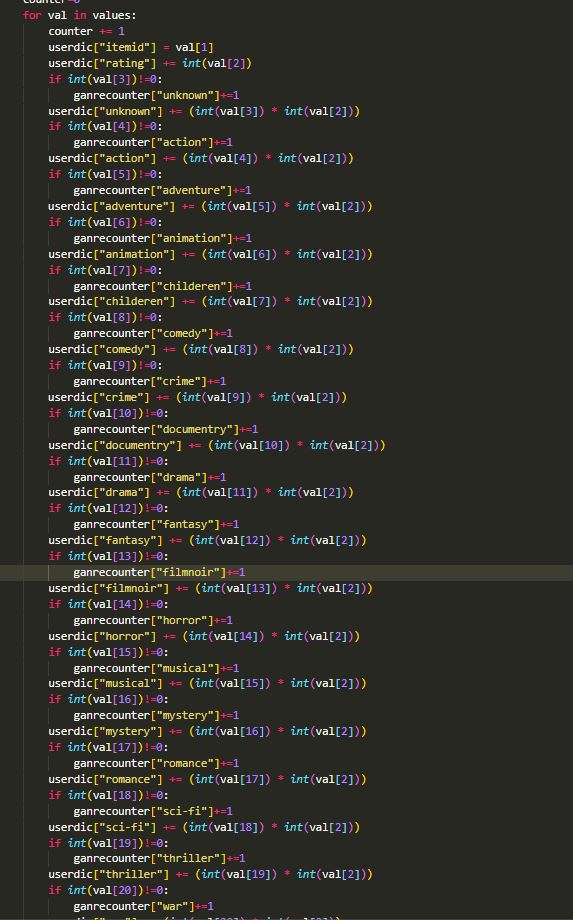 counter=0
for val in values:
    counter += 1
    userdic["itemid"] = val[1]
    userdic["rating"] += int(val[2])
    if int(val[3])!=0:
        ganrecounter["unknown"]+=1
    userdic["unknown"] += (int(val[3]) * int(val[2]))
    if int(val[4])!=0:
        ganrecounter["action"]+=1
    userdic["action"] += (int(val[4]) * int(val[2]))
    if int(val[5])!=0:
        ganrecounter["adventure"]+=1
    userdic["adventure"] += (int(val[5]) * int(val[2]))
    if int(val[6])!=0:
        ganrecounter["animation"]+=1
    userdic["animation"] += (int(val[6]) * int(val[2]))
    if int(val[7])!=0:
        ganrecounter["childeren"]+=1
    userdic["childeren"] += (int(val[7]) * int(val[2]))
    if int(val[8])!=0:
        ganrecounter["comedy"]+=1
    userdic["comedy"] += (int(val[8]) * int(val[2]))
    if int(val[9])!=0:
        ganrecounter["crime"]+=1
    userdic["crime"] += (int(val[9]) * int(val[2]))
    if int(val[10])!=0:
        ganrecounter["documentry"]+=1
    userdic["documentry"] += (int(val[10]) * int(val[2]))
    if int(val[11])!=0:
        ganrecounter["drama"]+=1
    userdic["drama"] += (int(val[11]) * int(val[2]))
    if int(val[12])!=0:
        ganrecounter["fantasy"]+=1
    userdic["fantasy"] += (int(val[12]) * int(val[2]))
    if int(val[13])!=0:
        ganrecounter["filmnoir"]+=1
    userdic["filmnoir"] += (int(val[13]) * int(val[2]))
    if int(val[14])!=0:
        ganrecounter["horror"]+=1
    userdic["horror"] += (int(val[14]) * int(val[2]))
    if int(val[15])!=0:
        ganrecounter["musical"]+=1
    userdic["musical"] += (int(val[15]) * int(val[2]))
    if int(val[16])!=0:
        ganrecounter["mystery"]+=1
    userdic["mystery"] += (int(val[16]) * int(val[2]))
    if int(val[17])!=0:
        ganrecounter["romance"]+=1
    userdic["romance"] += (int(val[17]) * int(val[2]))
    if int(val[18])!=0:
        ganrecounter["sci-fi"]+=1
    userdic["sci-fi"] += (int(val[18]) * int(val[2]))
    if int(val[19])!=0:
        ganrecounter["thriller"]+=1
    userdic["thriller"] += (int(val[19]) * int(val[2]))
    if int(val[20])!=0:
        ganrecounter["war"]+=1